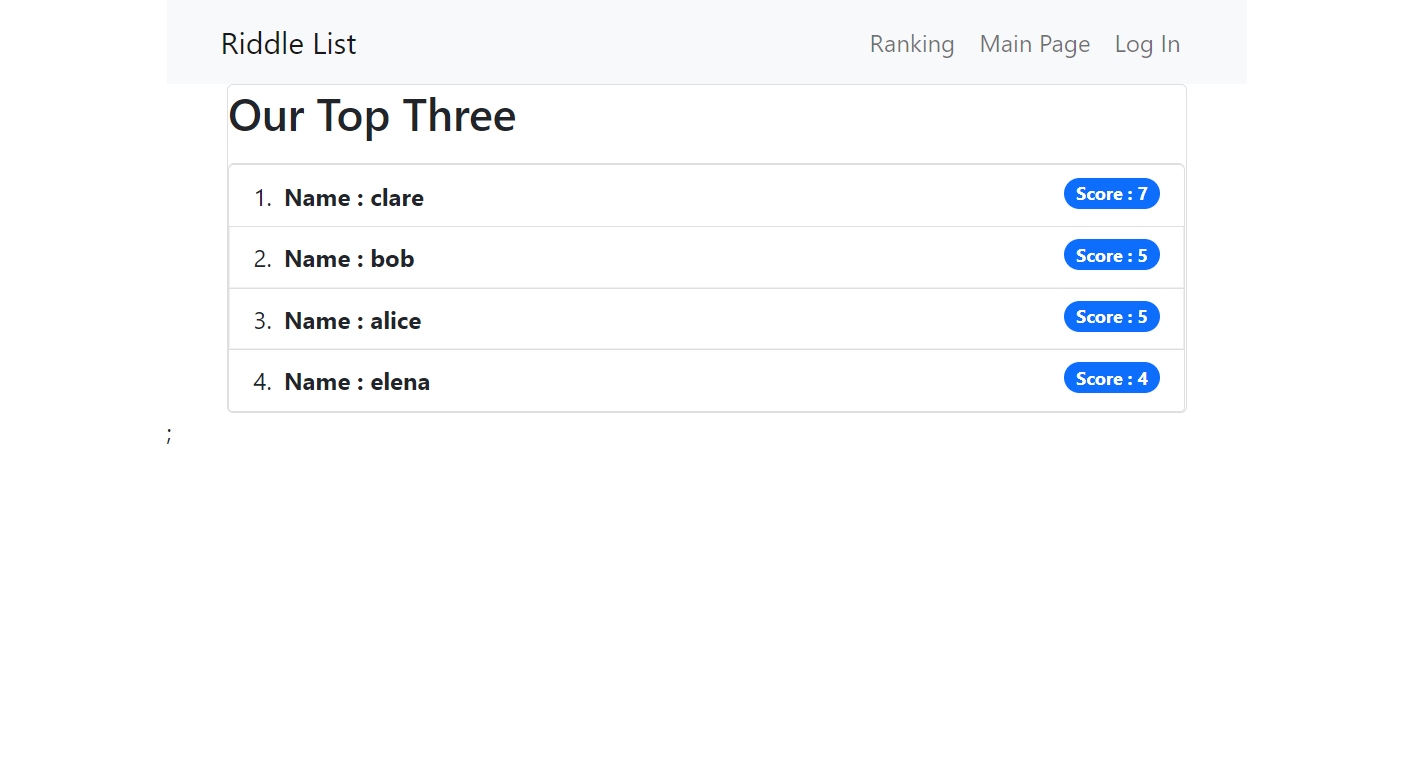 Riddle List Ranking Main Page Log In
Our Top Three
1. Name : clare Score : 7
2. Name : bob Score : 5
3. Name : alice Score : 5
4. Name : elena Score : 4
;